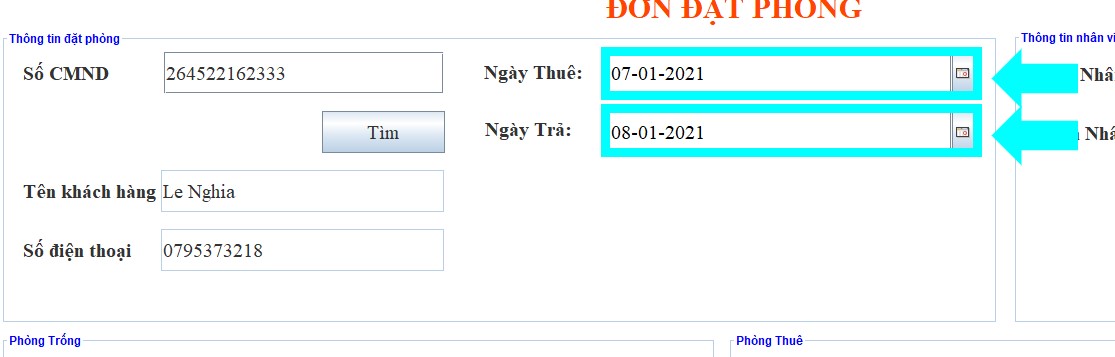 ĐƠN ĐẶT PHÒNG
Thông tin đặt phòng
Số CMND 264522162333
Ngày Thuê: 07-01-2021
Tìm
Ngày Trả: 08-01-2021
Tên khách hàng Le Nghia
Số điện thoại 0795373218
Thông tin nhân vi
Nhâ
Nhâ
Phòng Trống
Phòng Thuê